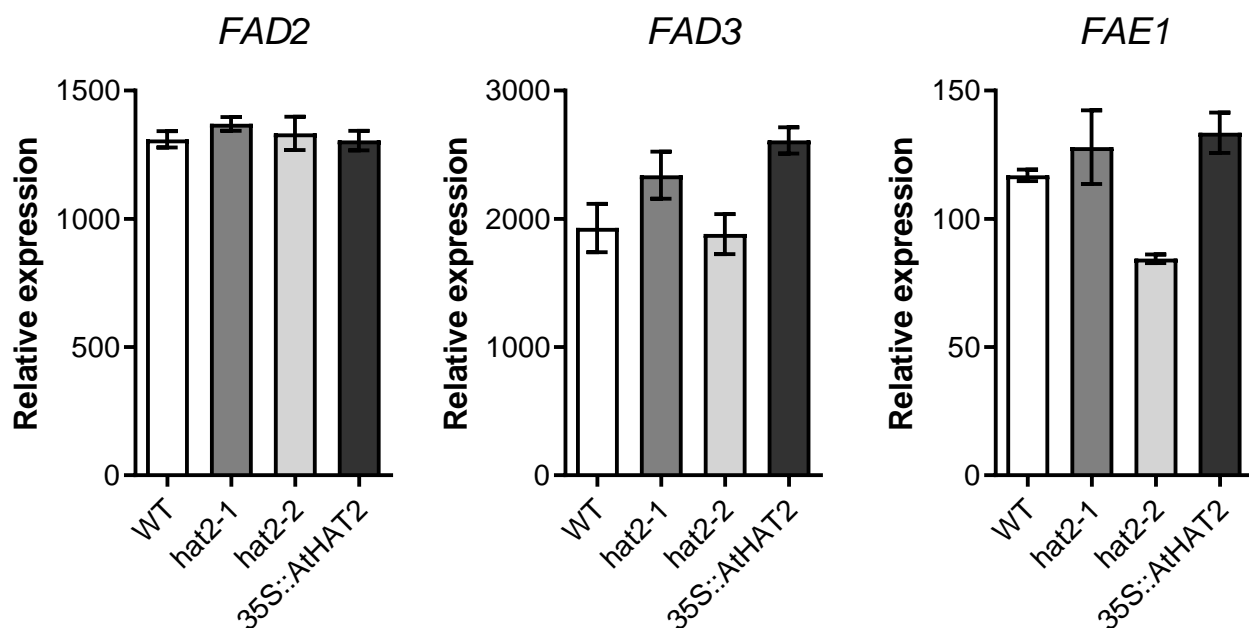 FAD2
Relative expression
1500
1000
500
0
WT
hat2-1
hat2-2
35S::AtHAT2
FAD3
Relative expression
3000
2000
1000
0
WT
hat2-1
hat2-2
35S::AtHAT2
FAE1
Relative expression
150
100
50
0
WT
hat2-1
hat2-2
35S::AtHAT2